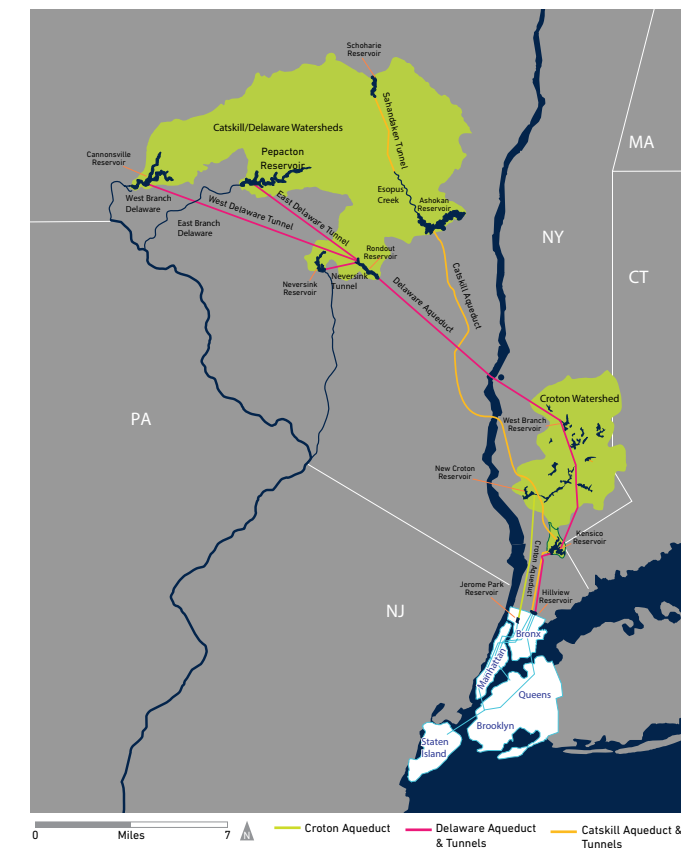 Schoharie
Reservoir
Sahandaken Tunnel
Catskill/Delaware Watersheds
MA
Pepacton
Reservoir
Cannonsville
Reservoir
Esopus
Creek
Ashokan
Reservoir
West Branch
Delaware
East Delaware Tunnel
West Delaware Tunnel
East Branch
Delaware
NY
Rondout
Reservoir
CT
Neversink
Tunnel
Neversink
Reservoir
Catskill Aqueduct
Delaware Aqueduct
Croton Watershed
PA
West Branch
Reservoir
New Croton
Reservoir
Kensico
Reservoir
Croton Aqueduct
Jerome Park
Reservoir
Hillview
Reservoir
NJ
Bronx
Manhattan
Queens
Brooklyn
Staten
Island
0 Miles 7 N
Croton Aqueduct
Delaware Aqueduct
& Tunnels
Catskill Aqueduct &
Tunnels